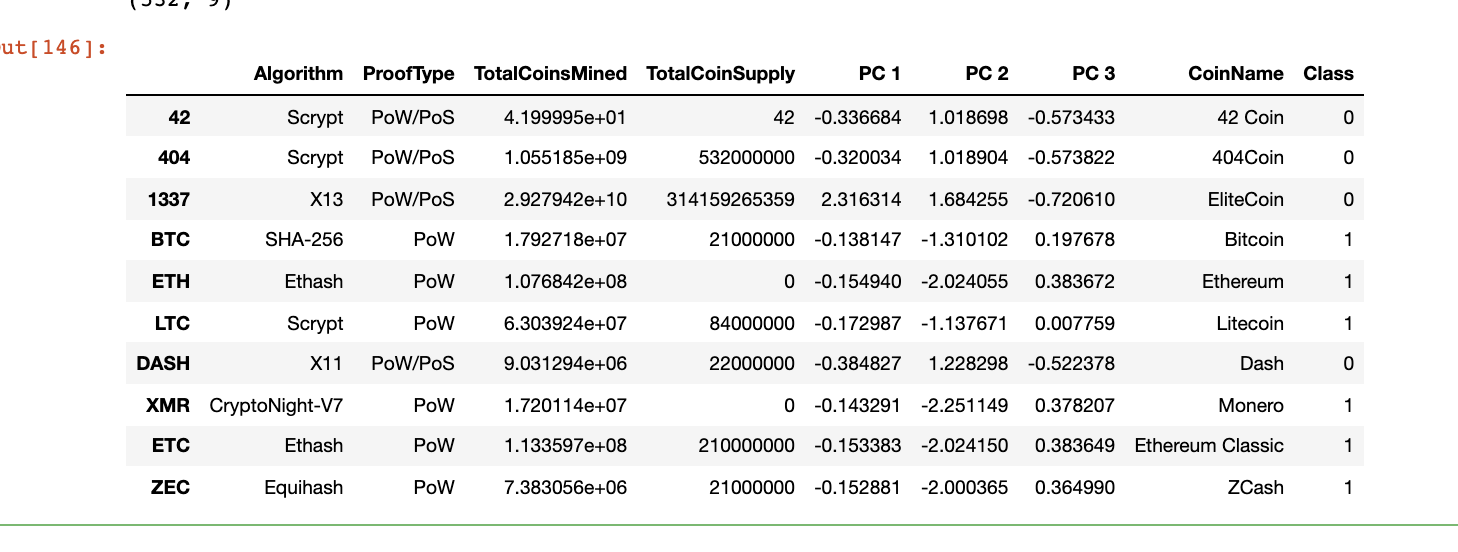 (532, 9)
ut[146]:
Algorithm ProofType TotalCoinsMined TotalCoinSupply PC 1 PC 2 PC 3 CoinName Class
42 Scrypt PoW/PoS 4.199995e+01 42 -0.336684 1.018698 -0.573433 42 Coin 0
404 Scrypt PoW/PoS 1.055185e+09 532000000 -0.320034 1.018904 -0.573822 404Coin 0
1337 X13 PoW/PoS 2.927942e+10 314159265359 2.316314 1.684255 -0.720610 EliteCoin 0
BTC SHA-256 PoW 1.792718e+07 21000000 -0.138147 -1.310102 0.197678 Bitcoin 1
ETH Ethash PoW 1.076842e+08 0 -0.154940 -2.024055 0.383672 Ethereum 1
LTC Scrypt PoW 6.303924e+07 84000000 -0.172987 -1.137671 0.007759 Litecoin 1
DASH X11 PoW/PoS 9.031294e+06 22000000 -0.384827 1.228298 -0.522378 Dash 0
XMR CryptoNight-V7 PoW 1.720114e+07 0 -0.143291 -2.251149 0.378207 Monero 1
ETC Ethash PoW 1.133597e+08 210000000 -0.153383 -2.024150 0.383649 Ethereum Classic 1
ZEC Equihash PoW 7.383056e+06 21000000 -0.152881 -2.000365 0.364990 ZCash 1